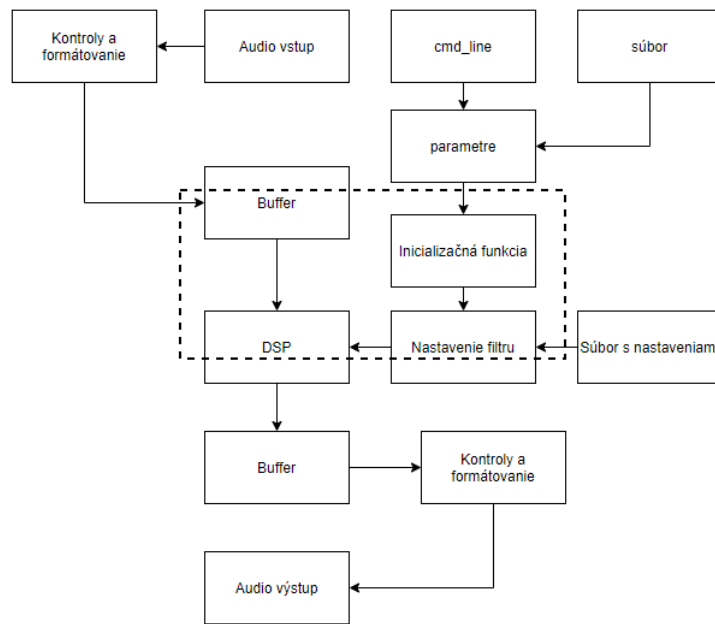 Kontroly a
formátovanie
Audio vstup
cmd_line
súbor
parametre
Buffer
Inicializačná funkcia
DSP
Nastavenie filtru
Súbor s nastaveniam
Buffer
Kontroly a
formátovanie
Audio výstup